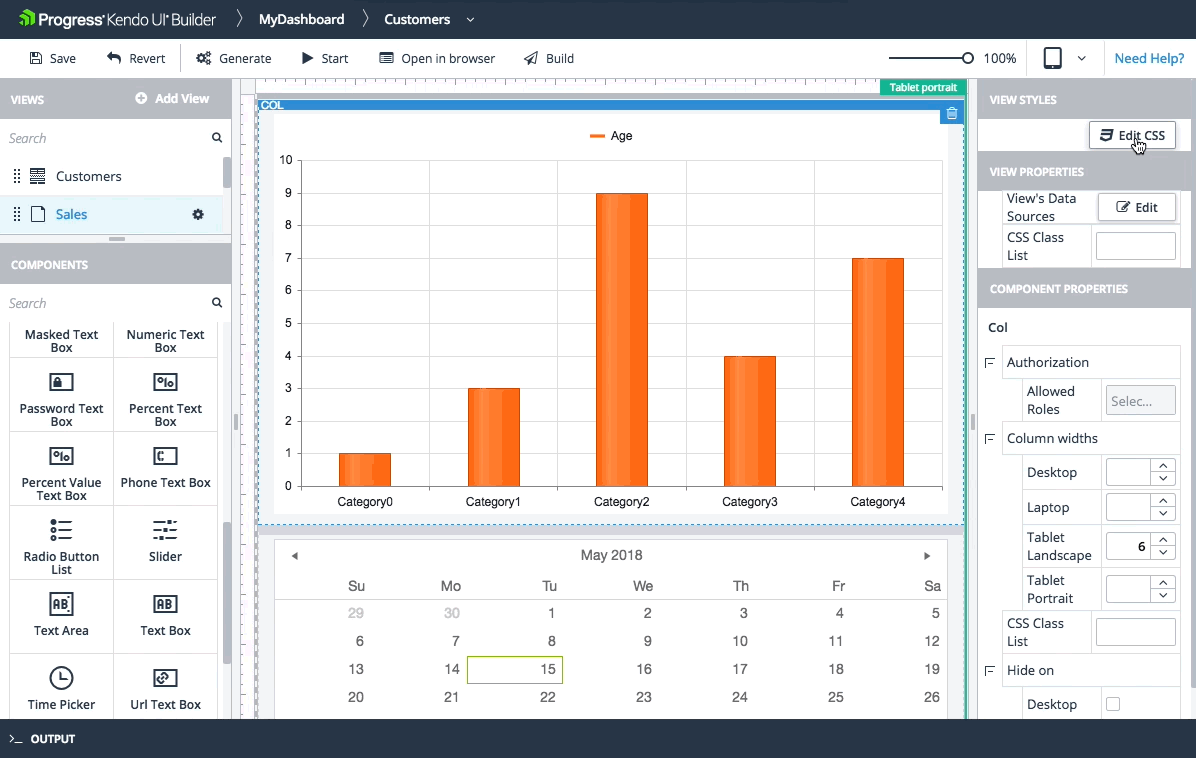 Progress Kendo UI Builder
MyDashboard
Customers
Save
Revert
Generate
Start
Open in browser
Build
100%
Need Help?
VIEWS
Add View
Search
Customers
Sales
COMPONENTS
Search
Masked Text
Box
Numeric Text
Box
Password Text
Box
Percent Text
Box
Percent Value
Text Box
Phone Text Box
Radio Button
List
Slider
Text Area
Text Box
Time Picker
Url Text Box
Tablet portrait
COL
Age
10
9
8
7
6
5
4
3
2
1
0
Category0 Category1 Category2 Category3 Category4
May 2018
Su Mo Tu We Th Fr Sa
29 30 1 2 3 4 5
6 7 8 9 10 11 12
13 14 15 16 17 18 19
20 21 22 23 24 25 26
VIEW STYLES
Edit CSS
VIEW PROPERTIES
View's Data
Sources
Edit
CSS Class
List
COMPONENT PROPERTIES
Col
Authorization
Allowed
Roles
Selec...
Column widths
Desktop
Laptop
Tablet
Landscape
6
Tablet
Portrait
CSS Class
List
Hide on
Desktop
OUTPUT